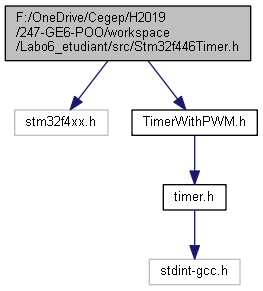 F:/OneDrive/Cegep/H2019
/247-GE6-POO/workspace
/Labo6_etudiant/src/Stm32f446Timer.h
stm32f4xx.h
TimerWithPWM.h
timer.h
stdint-gcc.h